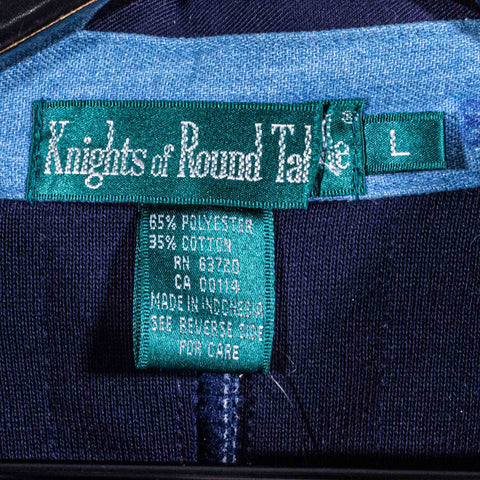 Knights of Round Table®
L
65% POLYESTER
35% COTTON
RN 63720
CA 00114
MADE IN INDONESIA
SEE REVERSE SIDE
FOR CARE